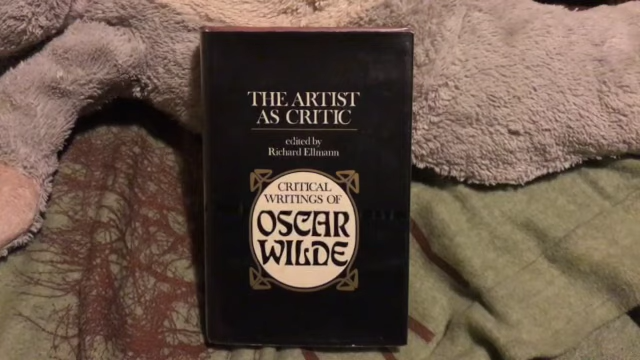 THE ARTIST
AS CRITIC
edited by
Richard Ellmann
CRITICAL
WRITINGS OF
OSCAR
WILDE